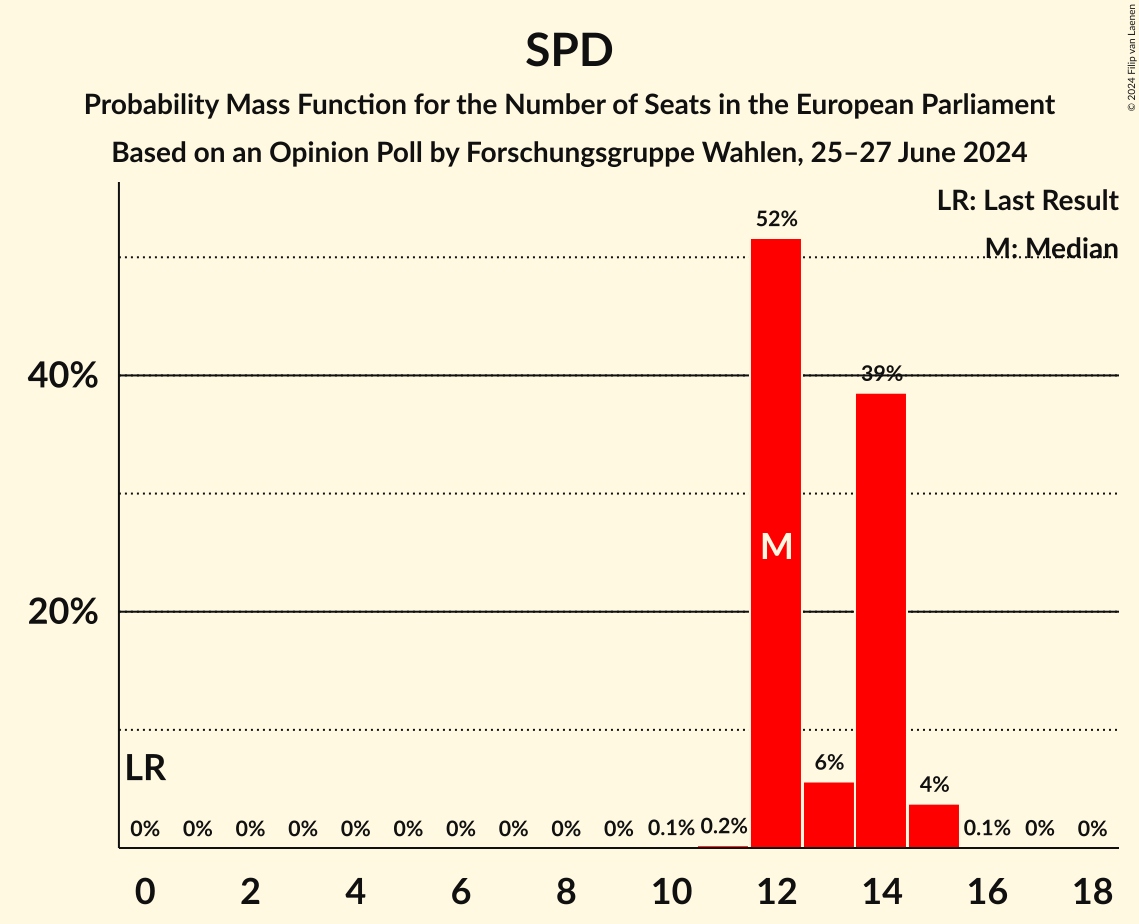 SPD
Probability Mass Function for the Number of Seats in the European Parliament
Based on an Opinion Poll by Forschungsgruppe Wahlen, 25–27 June 2024
© 2024 Filip van Laenen
LR: Last Result
M: Median
52%
39%
40%
M
20%
LR
6%
4%
0% 0% 0% 0% 0% 0% 0% 0% 0% 0% 0.1% 0.2% 0.1% 0% 0%
0 2 4 6 8 10 12 14 16 18